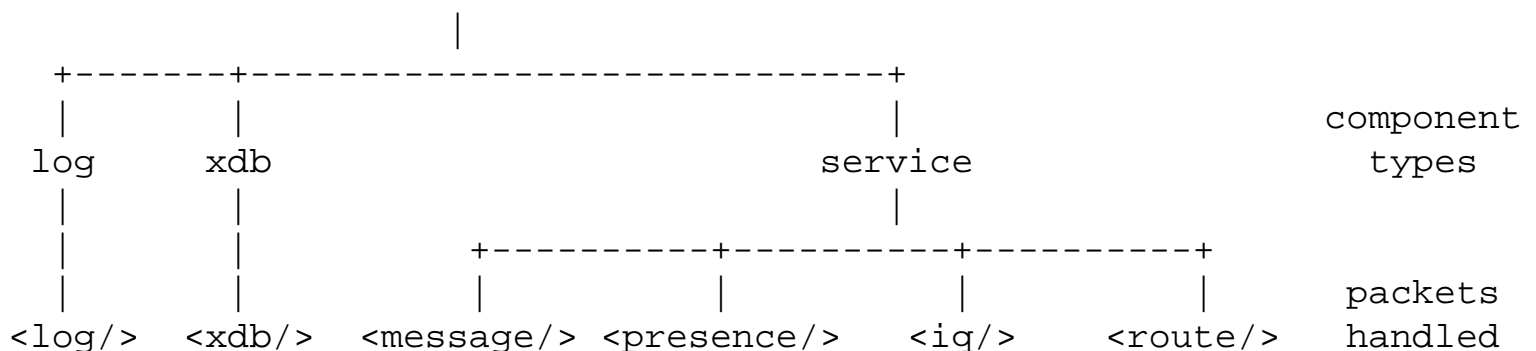 |
+-------+-----------------------------+
| | | component
log xdb service types
| | |
| | +-----------+-----------+-----------+
| | | | | | packets
<log/> <xdb/> <message/> <presence/> <iq/> <route/> handled